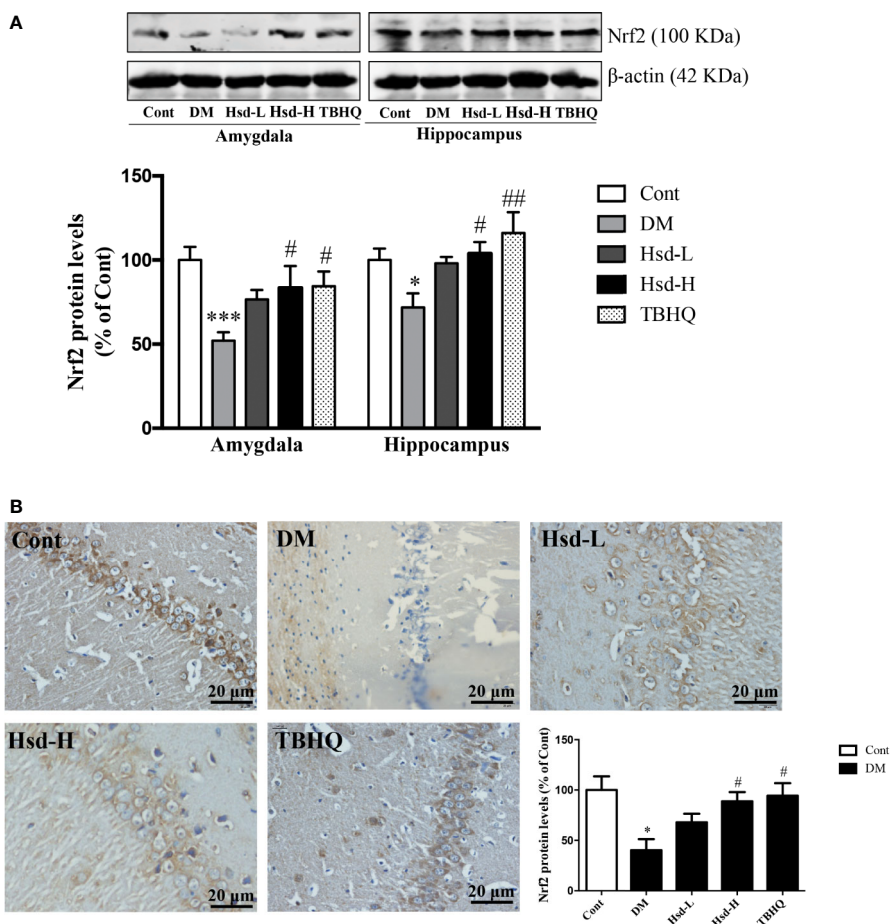 A
Nrf2 (100 KDa)
β-actin (42 KDa)
Cont DM Hsd-L Hsd-H TBHQ Cont DM Hsd-L Hsd-H TBHQ
Amygdala Hippocampus
Nrf2 protein levels
(% of Cont)
150
100
50
0
*** # # * # ##
Amygdala Hippocampus
Cont
DM
Hsd-L
Hsd-H
TBHQ
B
Cont DM Hsd-L
20 μm 20 μm 20 μm
Hsd-H TBHQ
20 μm 20 μm
Nrf2 protein levels (% of Cont)
150
100
50
0
* # #
Cont DM Hsd-L Hsd-H TBHQ
Cont
DM